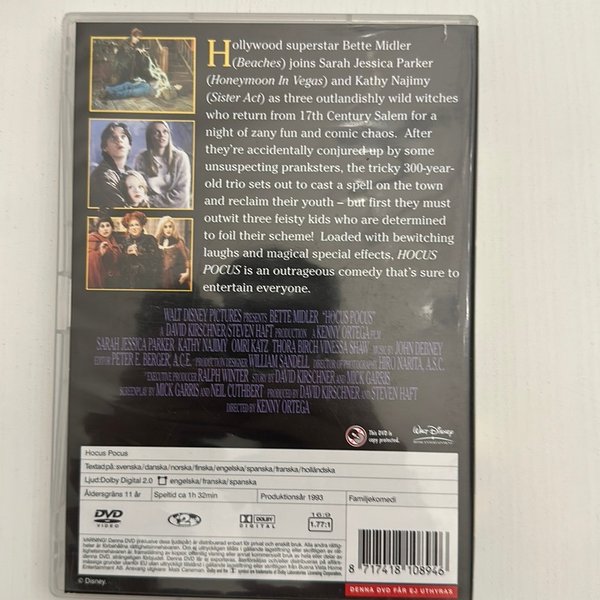 Hollywood superstar Bette Midler
(Beaches) joins Sarah Jessica Parker
(Honeymoon In Vegas) and Kathy Najimy
(Sister Act) as three outlandishly wild witches
who return from 17th Century Salem for a
night of zany fun and comic chaos. After
they're accidentally conjured up by some
unsuspecting pranksters, the tricky 300-year-
old trio sets out to cast a spell on the town
and reclaim their youth – but first they must
outwit three feisty kids who are determined
to foil their scheme! Loaded with bewitching
laughs and magical special effects, HOCUS
POCUS is an outrageous comedy that's sure to
entertain everyone.
WALT DISNEY PICTURES PRESENTS BETTE MIDLER "HOCUS POCUS"
A DAVID KIRSCHNER STEVEN HAFT PRODUCTION A KENNY ORTEGA FILM
SARAH JESSICA PARKER KATHY NAJIMY OMRI KATZ THORA BIRCH VINESSA SHAW MUSIC BY JOHN DEBNEY
EDITOR PETER E. BERGER, A.C.E. PRODUCTION DESIGNER WILLIAM SANDELL DIRECTOR OF PHOTOGRAPHY HIRO NARITA, A.S.C.
EXECUTIVE PRODUCER RALPH WINTER STORY BY DAVID KIRSCHNER AND MICK GARRIS
SCREENPLAY BY MICK GARRIS AND NEIL CUTHBERT PRODUCED BY DAVID KIRSCHNER AND STEVEN HAFT
DIRECTED BY KENNY ORTEGA
This DVD is
copy protected.
WALT DISNEY
Hocus Pocus
Textad på: svenska/danska/norska/finska/engelska/spanska/franska/holländska
Ljud: Dolby Digital 2.0 engelska/franska/spanska
Åldersgräns 11 år Speltid ca 1h 32min Produktionsår 1993 Familjekomedi
DVD VIDEO
DOLBY DIGITAL
16:9
1.77:1
© Disney.
8 717418 108946
DENNA DVD FÅR EJ UTHYRAS